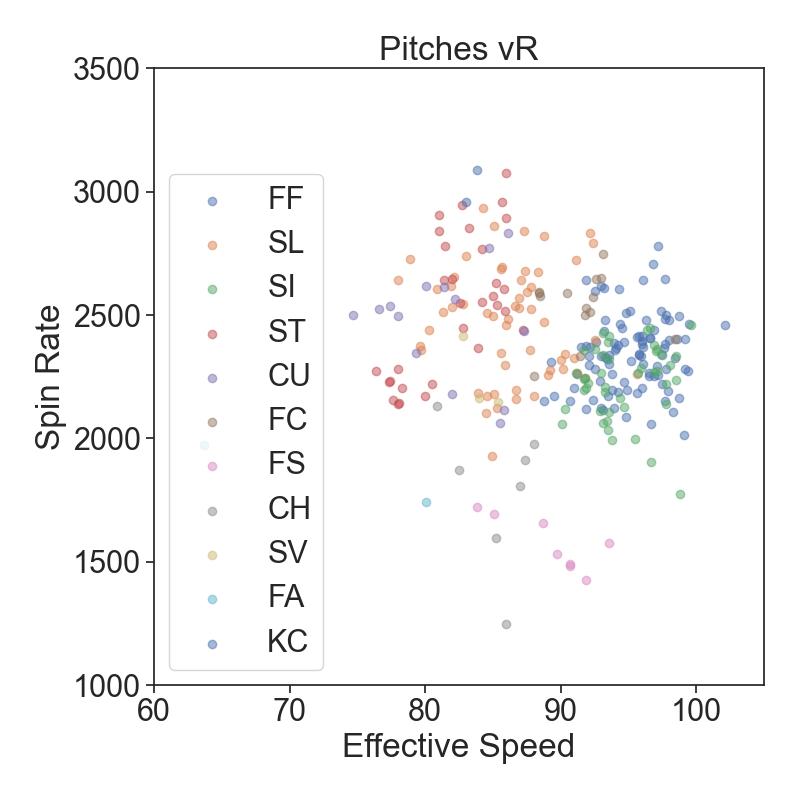 Pitches vR
3500
3000
2500
2000
1500
1000
Spin Rate
FF
SL
SI
ST
CU
FC
FS
CH
SV
FA
KC
60 70 80 90 100
Effective Speed